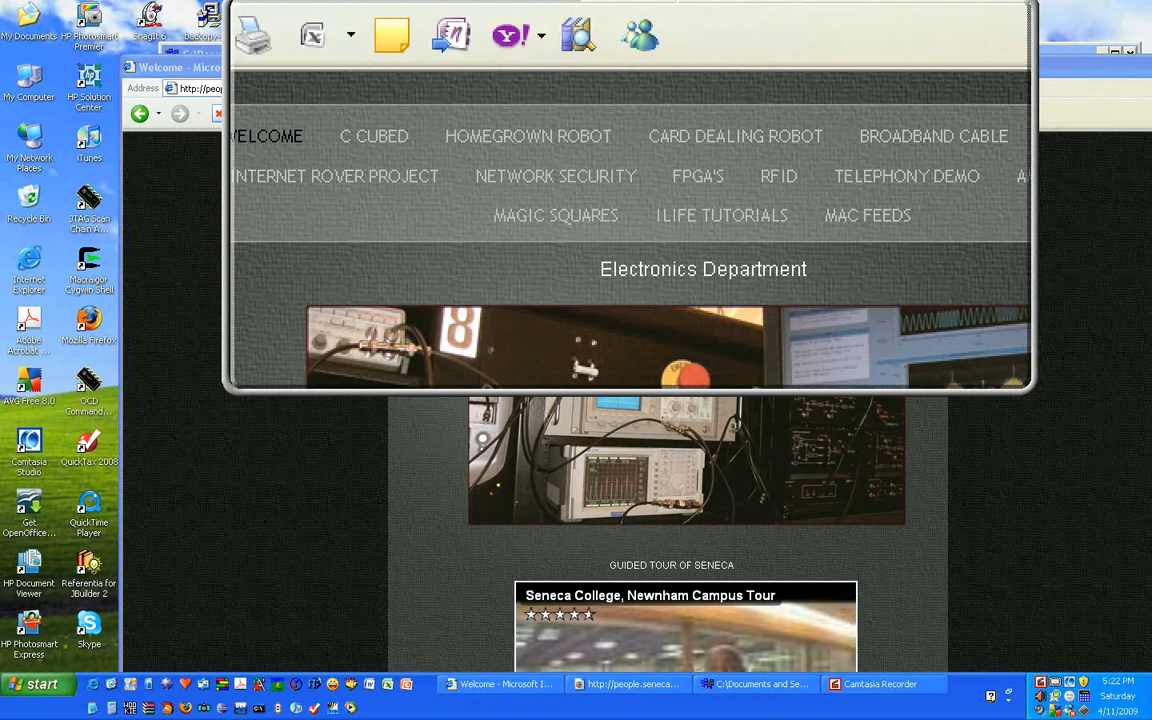 My Documents
HP Photosmart Premier
SnagIt 6
backup-
My Computer
HP Solution Center
My Network Places
iTunes
Recycle Bin
JTAG Scan Chain A...
Internet Explorer
Macraigor Cygwin Shell
Adobe Acrobat ...
Mozilla Firefox
AVG Free 8.0
OCD Command...
Camtasia Studio
QuickTax 2008
Get OpenOffice...
QuickTime Player
HP Document Viewer
Referentia for JBuilder 2
HP Photosmart Express
Skype
Welcome - Micros
Address http://peop
ELCOME C CUBED HOMEGROWN ROBOT CARD DEALING ROBOT BROADBAND CABLE
INTERNET ROVER PROJECT NETWORK SECURITY FPGA'S RFID TELEPHONY DEMO A
MAGIC SQUARES ILIFE TUTORIALS MAC FEEDS
Electronics Department
8
GUIDED TOUR OF SENECA
Seneca College, Newnham Campus Tour
start Welcome - Microsoft I... http://people.seneca... C:\Documents and Se... Camtasia Recorder
5:22 PM
Saturday
4/11/2009